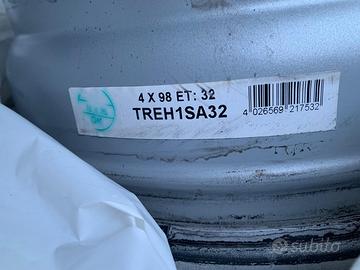 4 X 98 ET: 32
TREH1SA32
4 026569 217532
subito